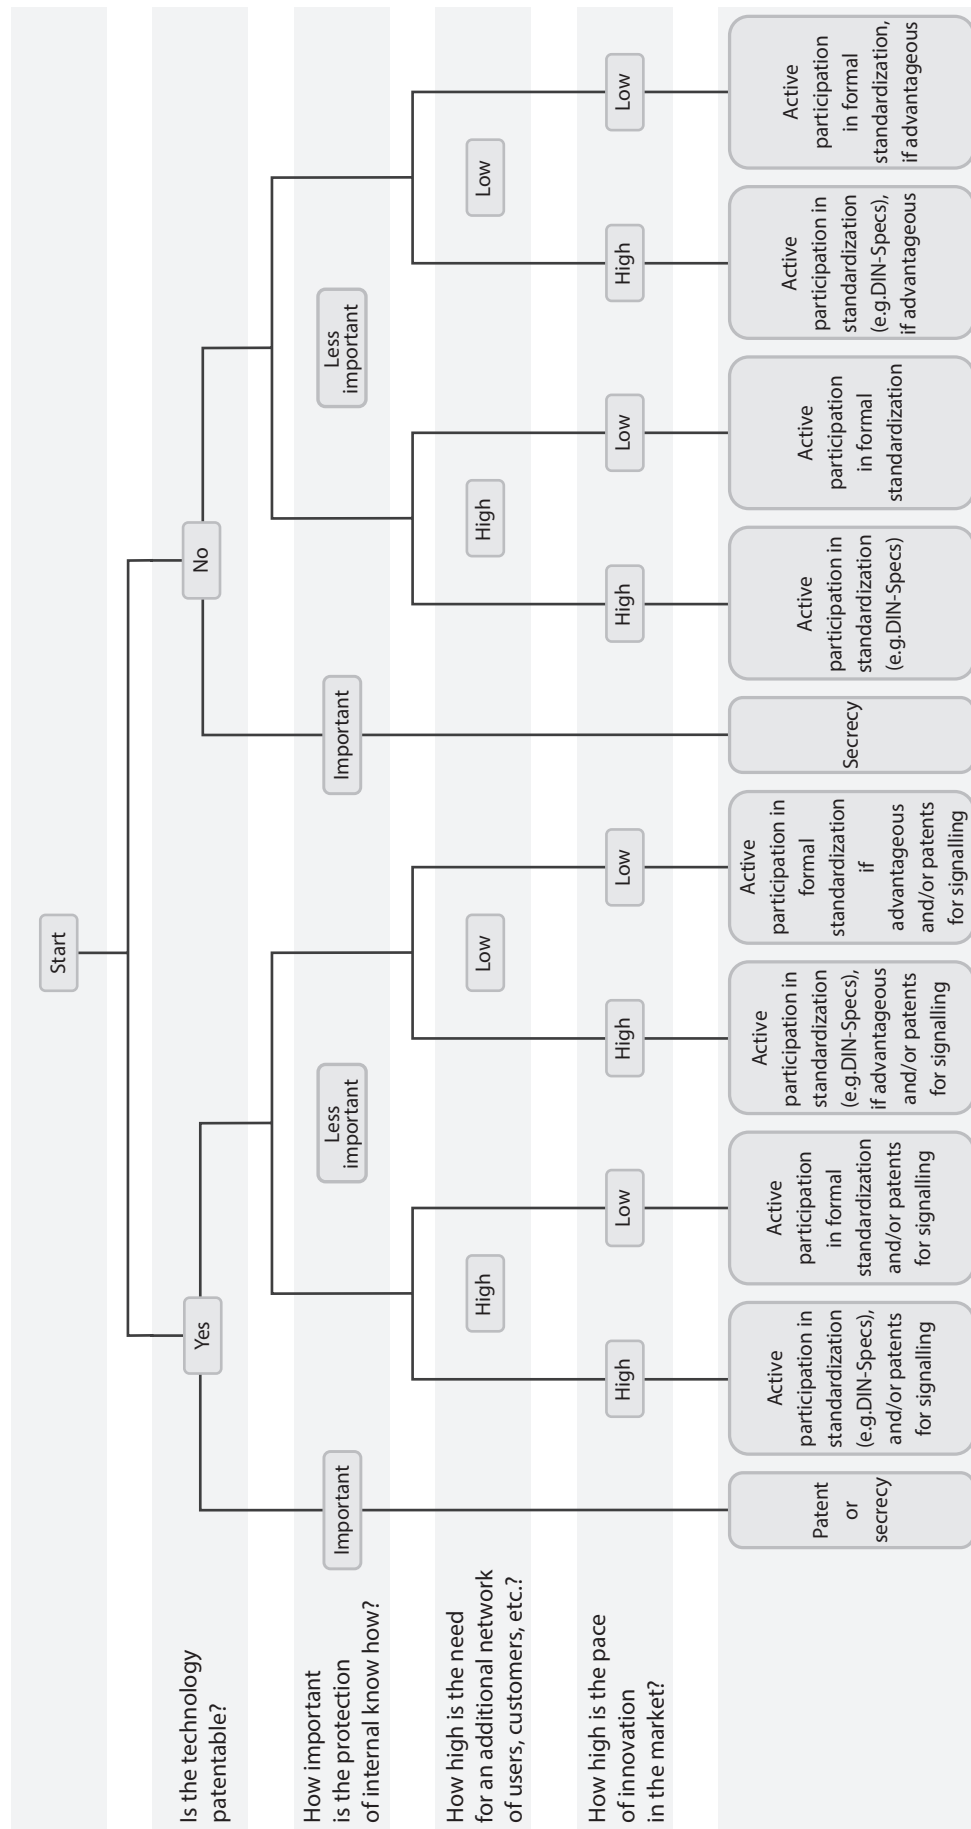 Start
Is the technology
patentable?
Yes
No
How important
is the protection
of internal know how?
Important
Less
important
Important
Less
important
How high is the need
for an additional network
of users, customers, etc.?
High
Low
High
Low
How high is the pace
of innovation
in the market?
High
Low
High
Low
High
Low
High
Low
Patent
or
secrecy
Active
participation in
standardization
(e.g.DIN-Specs),
and/or patents
for signalling
Active
participation
in formal
standardization
and/or patents
for signalling
Active
participation in
standardization
(e.g.DIN-Specs),
if advantageous
and/or patents
for signalling
Active
participation in
formal
standardization
if
advantageous
and/or patents
for signalling
Secrecy
Active
participation in
standardization
(e.g.DIN-Specs)
Active
participation
in formal
standardization
Active
participation in
standardization
(e.g.DIN-Specs),
if advantageous
Active
participation
in formal
standardization,
if advantageous